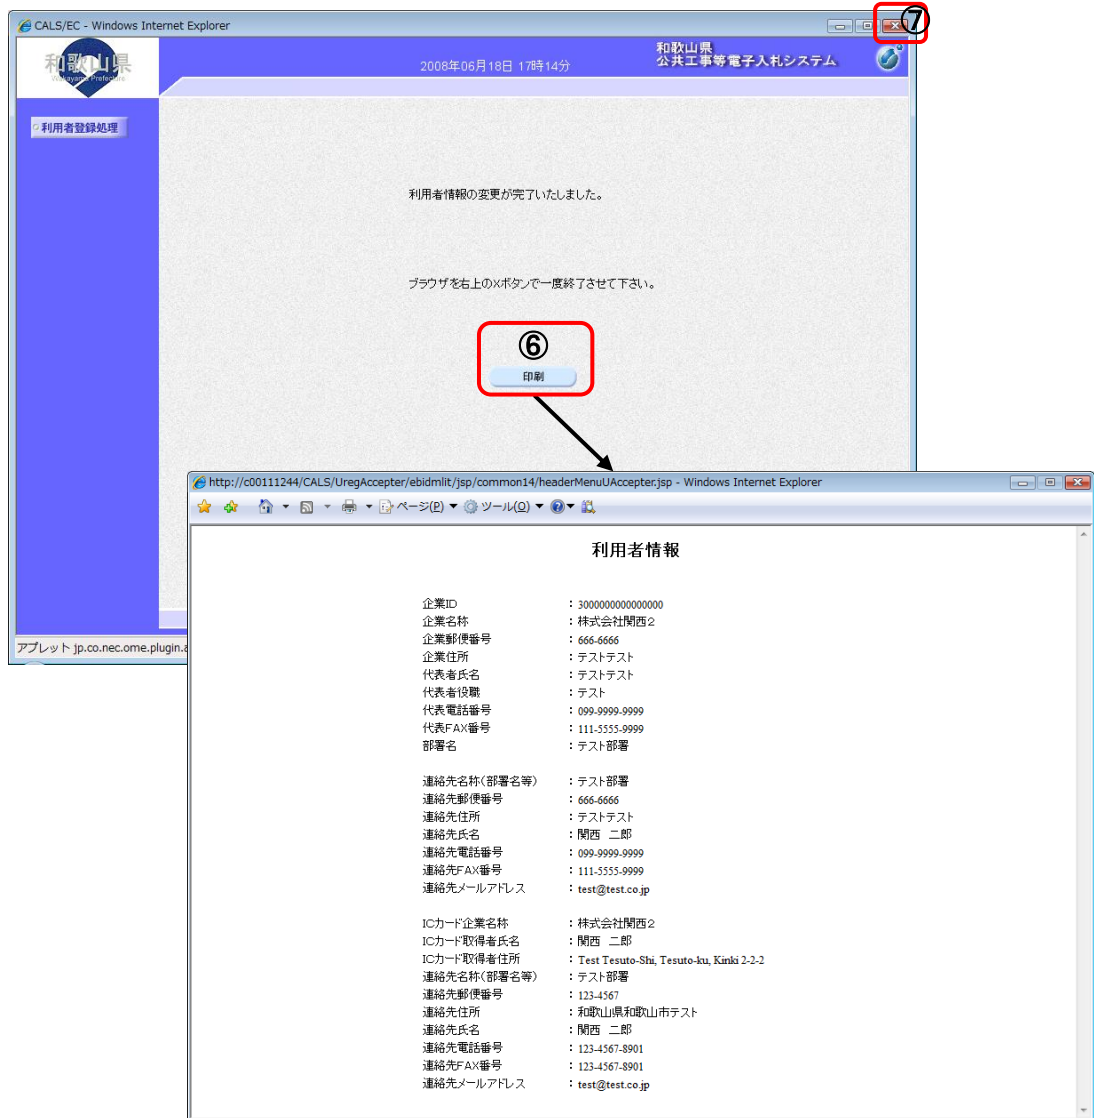 CALS/EC - Windows Internet Explorer
⑦
和歌山県
Wakayama Prefecture
2008年06月18日 17時14分
和歌山県
公共工事等電子入札システム
利用者登録処理
利用者情報の変更が完了いたしました。
ブラウザを右上の×ボタンで一度終了させて下さい。
⑥
印刷
アプレット jp.co.nec.ome.plugin.a
http://c00111244/CALS/UregAccepter/ebidmlit/jsp/common14/headerMenuUAccepter.jsp - Windows Internet Explorer
ページ(P) ツール(O)
利用者情報
企業ID ：3000000000000000
企業名称 ：株式会社関西2
企業郵便番号 ：666-6666
企業住所 ：テストテスト
代表者氏名 ：テストテスト
代表者役職 ：テスト
代表電話番号 ：099-9999-9999
代表FAX番号 ：111-5555-9999
部署名 ：テスト部署
連絡先名称(部署名等) ：テスト部署
連絡先郵便番号 ：666-6666
連絡先住所 ：テストテスト
連絡先氏名 ：関西 二郎
連絡先電話番号 ：099-9999-9999
連絡先FAX番号 ：111-5555-9999
連絡先メールアドレス ：test@test.co.jp
ICカード企業名称 ：株式会社関西2
ICカード取得者氏名 ：関西 二郎
ICカード取得者住所 ：Test Tesuto-Shi, Tesuto-ku, Kinki 2-2-2
連絡先名称(部署名等) ：テスト部署
連絡先郵便番号 ：123-4567
連絡先住所 ：和歌山県和歌山市テスト
連絡先氏名 ：関西 二郎
連絡先電話番号 ：123-4567-8901
連絡先FAX番号 ：123-4567-8901
連絡先メールアドレス ：test@test.co.jp